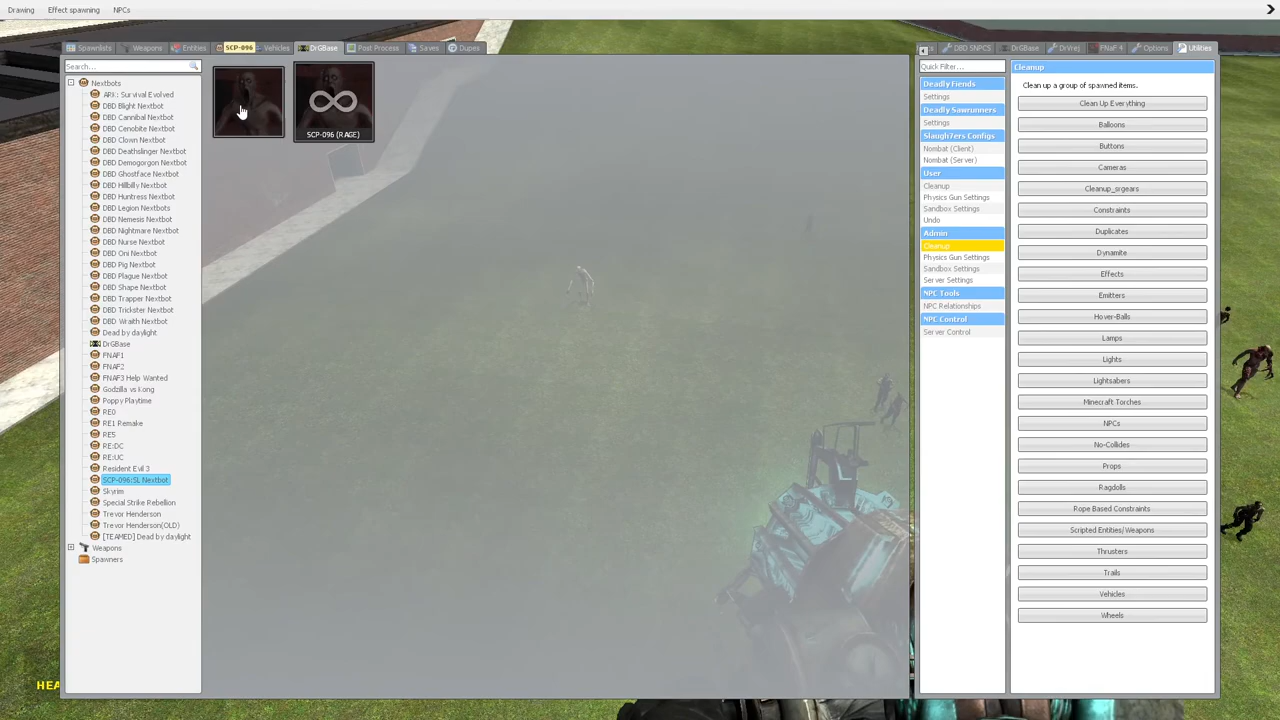 Drawing Effect spawning NPCs
Spawnlists Weapons Entities SCP-096 Vehicles DrGBase Post Process Saves Dupes
s DBD SNPCS DrGBase DrVrej FNaF 4 Options Utilities
Search...
Nextbots
ARK: Survival Evolved
DBD Blight Nextbot
DBD Cannibal Nextbot
DBD Cenobite Nextbot
DBD Clown Nextbot
DBD Deathslinger Nextbot
DBD Demogorgon Nextbot
DBD Ghostface Nextbot
DBD Hillbilly Nextbot
DBD Huntress Nextbot
DBD Legion Nextbots
DBD Nemesis Nextbot
DBD Nightmare Nextbot
DBD Nurse Nextbot
DBD Oni Nextbot
DBD Pig Nextbot
DBD Plague Nextbot
DBD Shape Nextbot
DBD Trapper Nextbot
DBD Trickster Nextbot
DBD Wraith Nextbot
Dead by daylight
DrGBase
FNAF1
FNAF2
FNAF3 Help Wanted
Godzilla vs Kong
Poppy Playtime
RE0
RE1 Remake
RE5
RE:DC
RE:UC
Resident Evil 3
SCP-096:SL Nextbot
Skyrim
Special Strike Rebellion
Trevor Henderson
Trevor Henderson(OLD)
[TEAMED] Dead by daylight
Weapons
Spawners
SCP-096 (RAGE)
HEA
Quick Filter...
Deadly Fiends
Settings
Deadly Sawrunners
Settings
Slaugh7ers Configs
Nombat (Client)
Nombat (Server)
User
Cleanup
Physics Gun Settings
Sandbox Settings
Undo
Admin
Cleanup
Physics Gun Settings
Sandbox Settings
Server Settings
NPC Tools
NPC Relationships
NPC Control
Server Control
Cleanup
Clean up a group of spawned items.
Clean Up Everything
Balloons
Buttons
Cameras
Cleanup_srgears
Constraints
Duplicates
Dynamite
Effects
Emitters
Hover-Balls
Lamps
Lights
Lightsabers
Minecraft Torches
NPCs
No-Collides
Props
Ragdolls
Rope Based Constraints
Scripted Entities/Weapons
Thrusters
Trails
Vehicles
Wheels